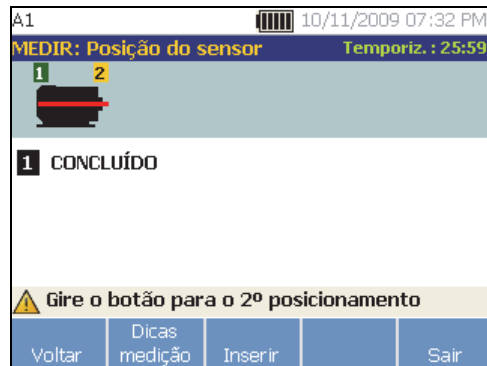 A1 10/11/2009 07:32 PM
MEDIR: Posição do sensor Temporiz. : 25:59
1 2
1 CONCLUÍDO
Gire o botão para o 2º posicionamento
Voltar Dicas medição Inserir Sair